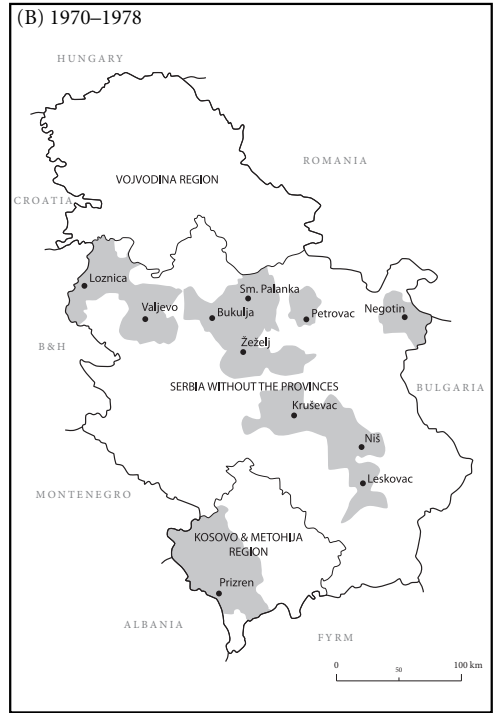 (B) 1970–1978
HUNGARY
ROMANIA
VOJVODINA REGION
CROATIA
Loznica
Sm. Palanka
Valjevo
Bukulja
Petrovac
Negotin
Žeželj
B&H
SERBIA WITHOUT THE PROVINCES
BULGARIA
Kruševac
Niš
Leskovac
MONTENEGRO
KOSOVO & METOHIJA
REGION
Prizren
ALBANIA
FYRM
0 50 100 km